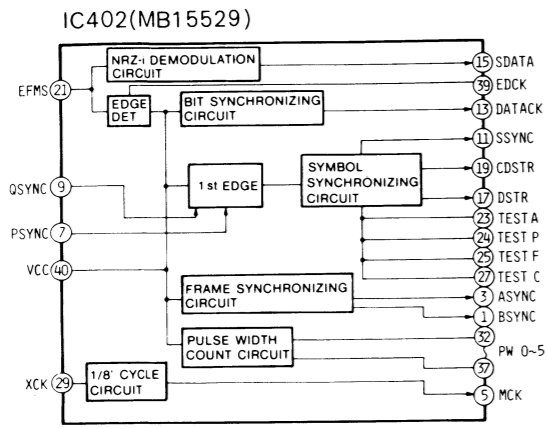 IC402(MB15529)
NRZ-i DEMODULATION
CIRCUIT
15 SDATA
EFMS 21
39 EDCK
EDGE
DET
BIT SYNCHRONIZING
CIRCUIT
13 DATACK
11 SSYNC
QSYNC 9
1st EDGE
SYMBOL
SYNCHRONIZING
CIRCUIT
19 CDSTR
17 DSTR
PSYNC 7
23 TEST A
24 TEST P
25 TEST F
VCC 40
27 TEST C
FRAME SYNCHRONIZING
CIRCUIT
3 ASYNC
1 BSYNC
PULSE WIDTH
COUNT CIRCUIT
32
PW 0~5
37
XCK 29
1/8' CYCLE
CIRCUIT
5 MCK